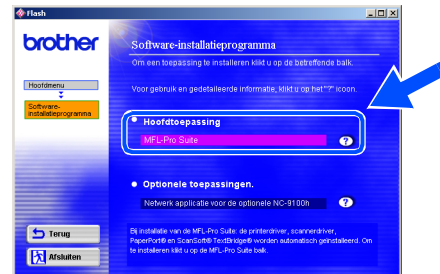 Flash
brother
Software-installatieprogramma
Om een toepassing te installeren klikt u op de betreffende balk.
Voor gebruik en gedetailleerde informatie, klikt u op het "?" icoon.
Hoofdmenu
Software-
installatieprogramma
Hoofdtoepassing
MFL-Pro Suite
?
Optionele toepassingen.
Netwerk applicatie voor de optionele NC-9100h
?
Bij installatie van de MFL-Pro Suite: de printerdriver, scannerdriver,
PaperPort® en ScanSoft® TextBridge® worden automatisch geïnstalleerd. Om
te installeren klikt u op de MFL-Pro Suite balk.
Terug
Afsluiten